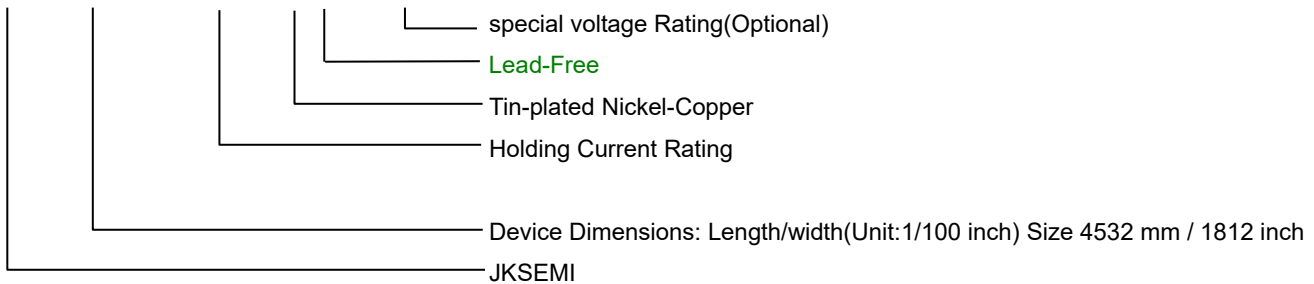 special voltage Rating(Optional)
Lead-Free
Tin-plated Nickel-Copper
Holding Current Rating
Device Dimensions: Length/width(Unit:1/100 inch) Size 4532 mm / 1812 inch
JKSEMI